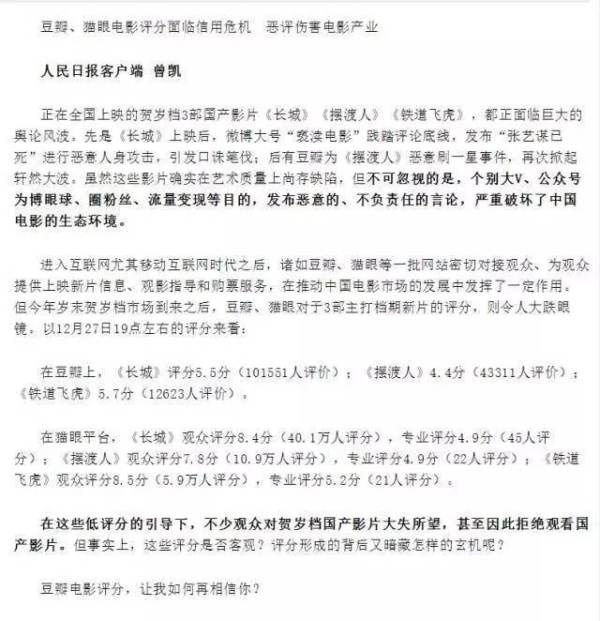 豆瓣、猫眼电影评分面临信用危机　恶评伤害电影产业
人民日报客户端 曾凯
正在全国上映的贺岁档3部国产影片《长城》《摆渡人》《铁道飞虎》，都正面临巨大的
舆论风波。先是《长城》上映后，微博大号“亵渎电影”践踏评论底线，发布“张艺谋已
死”进行恶意人身攻击，引发口诛笔伐；后有豆瓣为《摆渡人》恶意刷一星事件，再次掀起
轩然大波。虽然这些影片确实在艺术质量上尚存缺陷，但不可忽视的是，个别大V、公众号
为博眼球、圈粉丝、流量变现等目的，发布恶意的、不负责任的言论，严重破坏了中国
电影的生态环境。
进入互联网尤其移动互联网时代之后，诸如豆瓣、猫眼等一批网站密切对接观众、为观众
提供上映新片信息、观影指导和购票服务，在推动中国电影市场的发展中发挥了一定作用。
但今年岁末贺岁档市场到来之后，豆瓣、猫眼对于3部主打档期新片的评分，则令人大跌眼
镜。以12月27日19点左右的评分来看：
在豆瓣上，《长城》评分5.5分（101551人评价）；《摆渡人》4.4分（43311人评价）；
《铁道飞虎》5.7分（12623人评价）。
在猫眼平台，《长城》观众评分8.4分（40.1万人评分），专业评分4.9分（45人评
分）；《摆渡人》观众评分7.8分（10.9万人评分），专业评分4.9分（22人评分）；《铁道
飞虎》观众评分8.5分（5.9万人评分），专业评分5.2分（21人评分）。
在这些低评分的引导下，不少观众对贺岁档国产影片大失所望，甚至因此拒绝观看国
产影片。但事实上，这些评分是否客观？评分形成的背后又暗藏怎样的玄机呢？
豆瓣电影评分，让我如何再相信你？